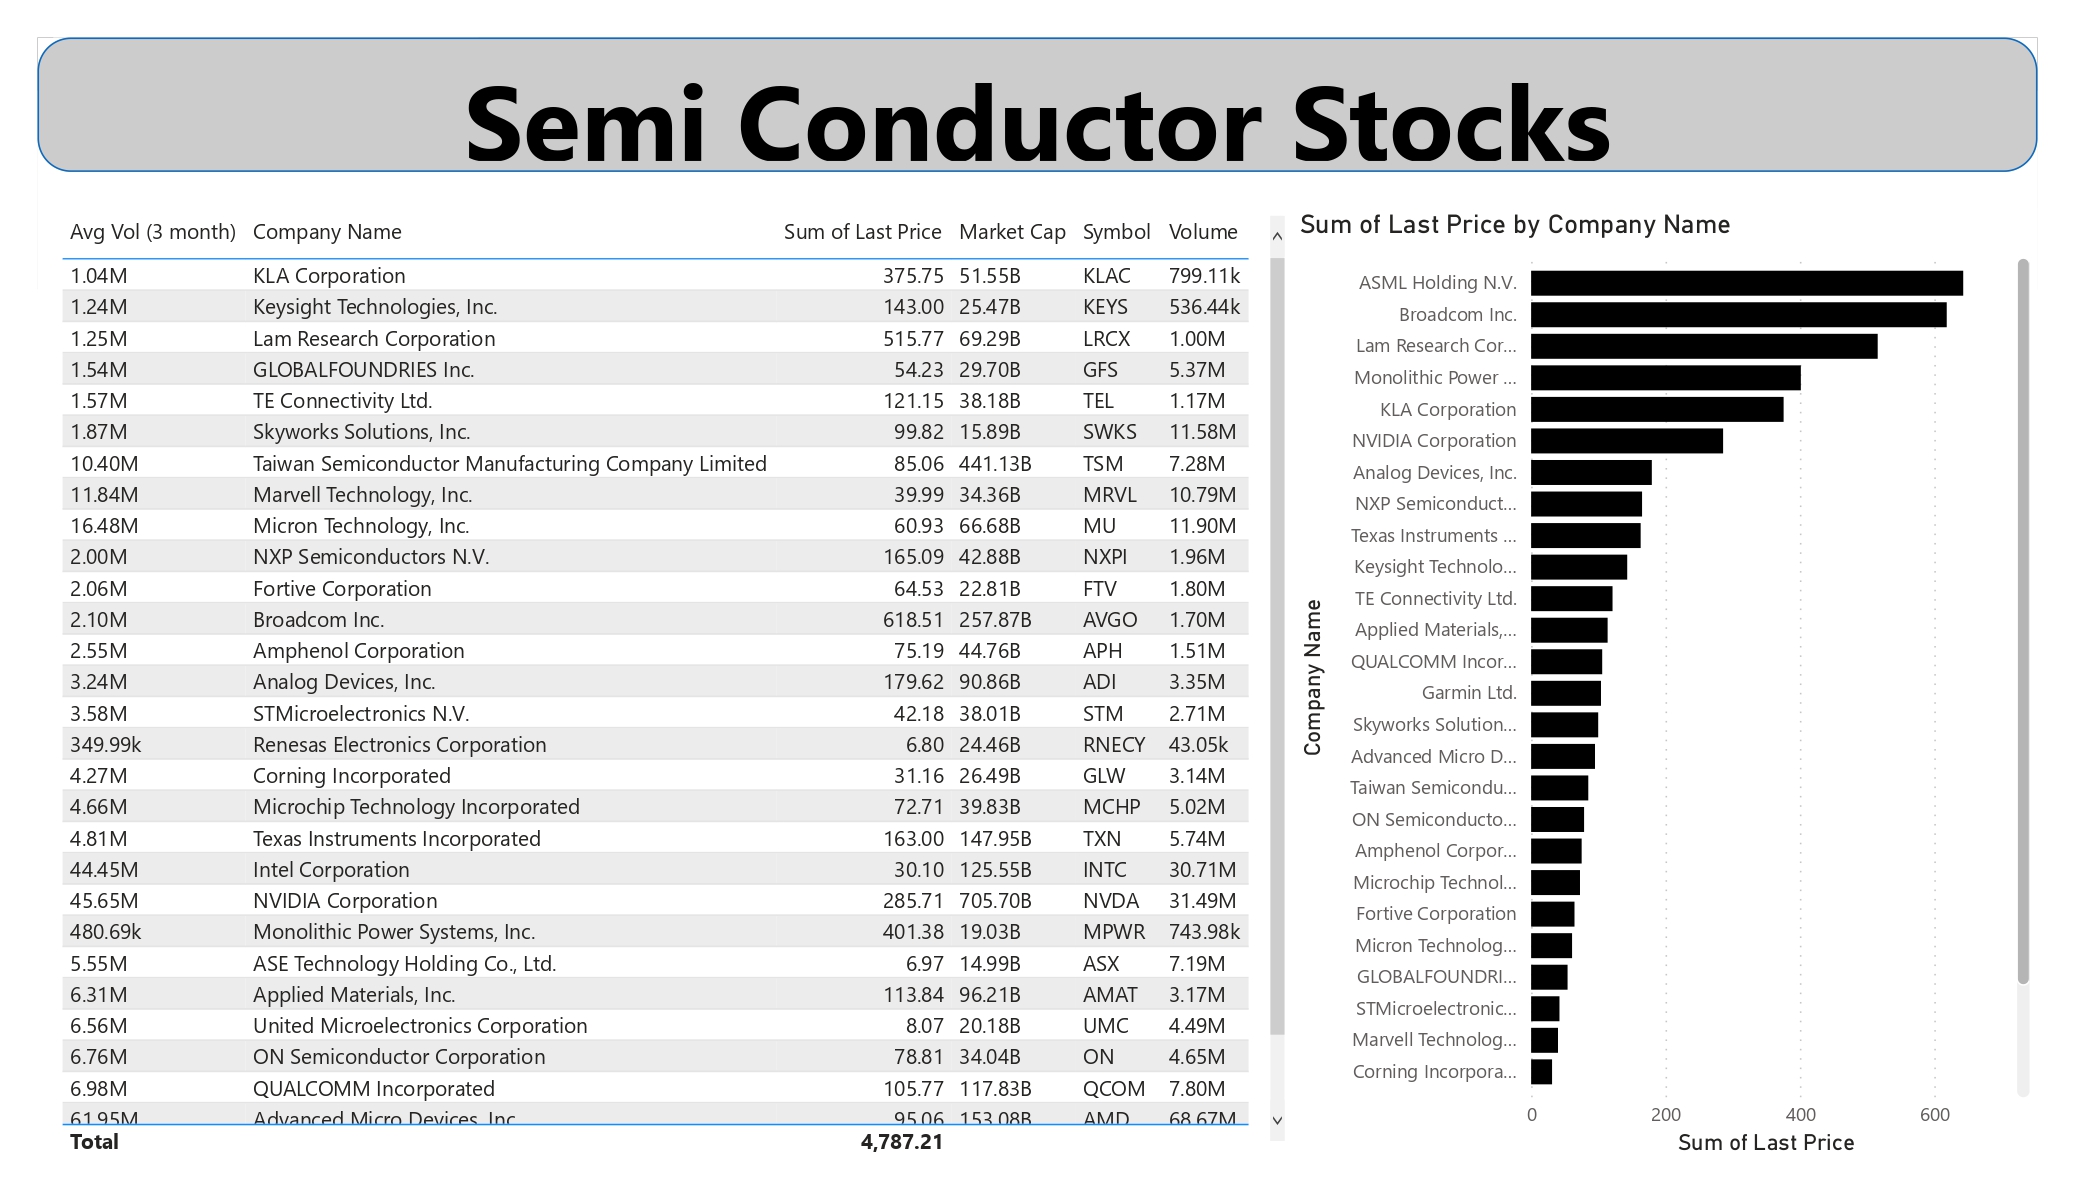 Semi Conductor Stocks
Avg Vol (3 month) Company Name Sum of Last Price Market Cap Symbol Volume
1.04M KLA Corporation 375.75 51.55B KLAC 799.11k
1.24M Keysight Technologies, Inc. 143.00 25.47B KEYS 536.44k
1.25M Lam Research Corporation 515.77 69.29B LRCX 1.00M
1.54M GLOBALFOUNDRIES Inc. 54.23 29.70B GFS 5.37M
1.57M TE Connectivity Ltd. 121.15 38.18B TEL 1.17M
1.87M Skyworks Solutions, Inc. 99.82 15.89B SWKS 11.58M
10.40M Taiwan Semiconductor Manufacturing Company Limited 85.06 441.13B TSM 7.28M
11.84M Marvell Technology, Inc. 39.99 34.36B MRVL 10.79M
16.48M Micron Technology, Inc. 60.93 66.68B MU 11.90M
2.00M NXP Semiconductors N.V. 165.09 42.88B NXPI 1.96M
2.06M Fortive Corporation 64.53 22.81B FTV 1.80M
2.10M Broadcom Inc. 618.51 257.87B AVGO 1.70M
2.55M Amphenol Corporation 75.19 44.76B APH 1.51M
3.24M Analog Devices, Inc. 179.62 90.86B ADI 3.35M
3.58M STMicroelectronics N.V. 42.18 38.01B STM 2.71M
349.99k Renesas Electronics Corporation 6.80 24.46B RNECY 43.05k
4.27M Corning Incorporated 31.16 26.49B GLW 3.14M
4.66M Microchip Technology Incorporated 72.71 39.83B MCHP 5.02M
4.81M Texas Instruments Incorporated 163.00 147.95B TXN 5.74M
44.45M Intel Corporation 30.10 125.55B INTC 30.71M
45.65M NVIDIA Corporation 285.71 705.70B NVDA 31.49M
480.69k Monolithic Power Systems, Inc. 401.38 19.03B MPWR 743.98k
5.55M ASE Technology Holding Co., Ltd. 6.97 14.99B ASX 7.19M
6.31M Applied Materials, Inc. 113.84 96.21B AMAT 3.17M
6.56M United Microelectronics Corporation 8.07 20.18B UMC 4.49M
6.76M ON Semiconductor Corporation 78.81 34.04B ON 4.65M
6.98M QUALCOMM Incorporated 105.77 117.83B QCOM 7.80M
61.95M Advanced Micro Devices, Inc. 95.06 153.08B AMD 68.67M
Total 4,787.21
Sum of Last Price by Company Name
Company Name
ASML Holding N.V.
Broadcom Inc.
Lam Research Cor...
Monolithic Power ...
KLA Corporation
NVIDIA Corporation
Analog Devices, Inc.
NXP Semiconduct...
Texas Instruments ...
Keysight Technolo...
TE Connectivity Ltd.
Applied Materials,...
QUALCOMM Incor...
Garmin Ltd.
Skyworks Solution...
Advanced Micro D...
Taiwan Semicondu...
ON Semiconducto...
Amphenol Corpor...
Microchip Technol...
Fortive Corporation
Micron Technolog...
GLOBALFOUNDRI...
STMicroelectronic...
Marvell Technolog...
Corning Incorpora...
0 200 400 600
Sum of Last Price